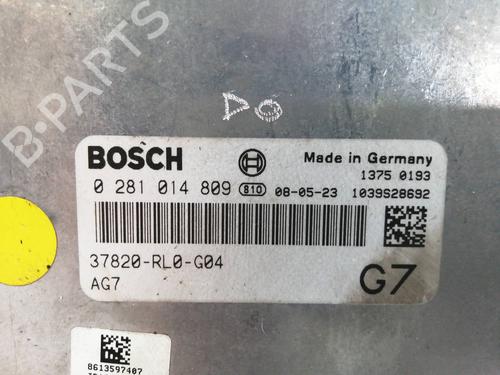 B-PARTS
BOSCH
Made in Germany
1375 0193
0 281 014 809 810 08-05-23 1039S28692
37820-RL0-G04
AG7
G7
8613597407